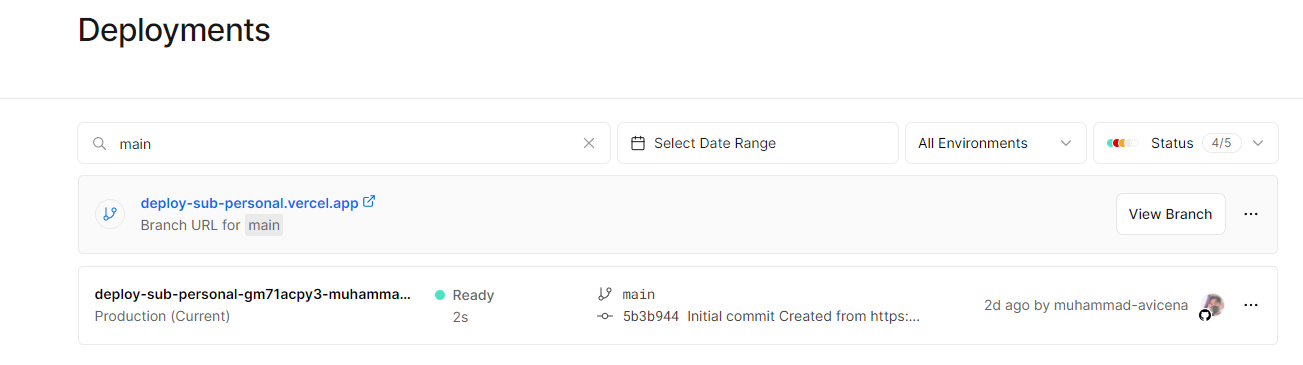 Deployments
main
Select Date Range
All Environments
Status 4/5
deploy-sub-personal.vercel.app
Branch URL for main
View Branch
deploy-sub-personal-gm71acpy3-muhamma...
Production (Current)
Ready
2s
main
5b3b944 Initial commit Created from https:...
2d ago by muhammad-avicena